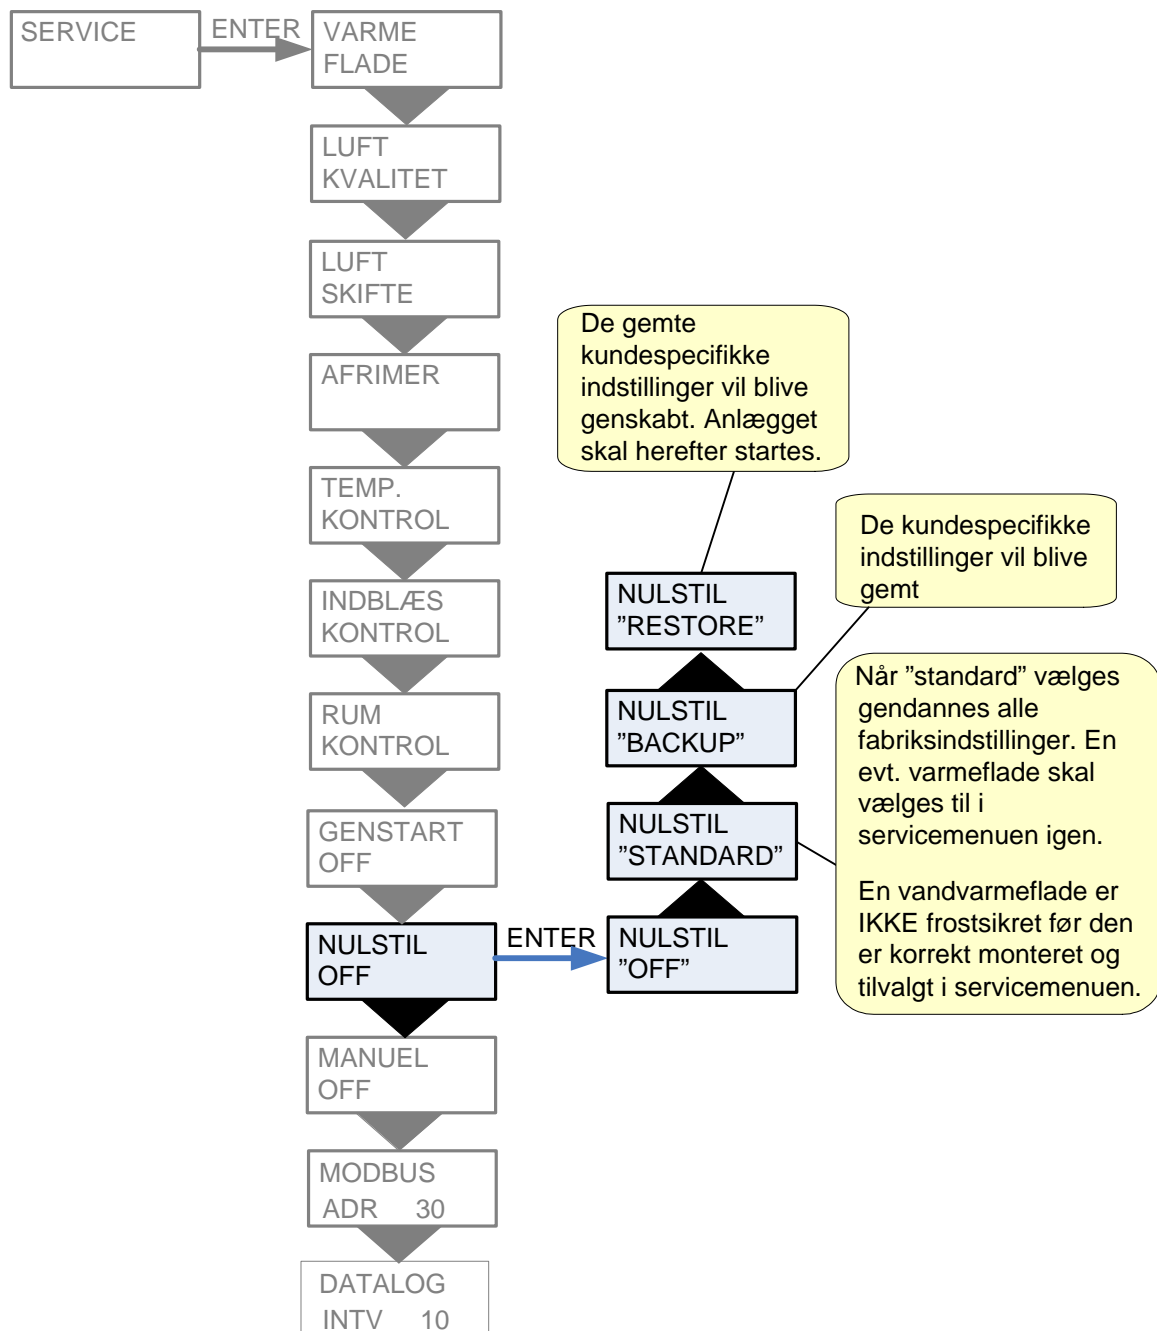 SERVICE
ENTER
VARME
FLADE
LUFT
KVALITET
LUFT
SKIFTE
AFRIMER
TEMP.
KONTROL
INDBLÆS
KONTROL
RUM
KONTROL
GENSTART
OFF
NULSTIL
OFF
ENTER
MANUEL
OFF
MODBUS
ADR 30
DATALOG
INTV 10
De gemte
kundespecifikke
indstillinger vil blive
genskabt. Anlægget
skal herefter startes.
NULSTIL
”RESTORE”
De kundespecifikke
indstillinger vil blive
gemt
NULSTIL
”BACKUP”
Når ”standard” vælges
gendannes alle
fabriksindstillinger. En
evt. varmeflade skal
vælges til i
servicemenuen igen.
En vandvarmeflade er
IKKE frostsikret før den
er korrekt monteret og
tilvalgt i servicemenuen.
NULSTIL
”STANDARD”
NULSTIL
”OFF”